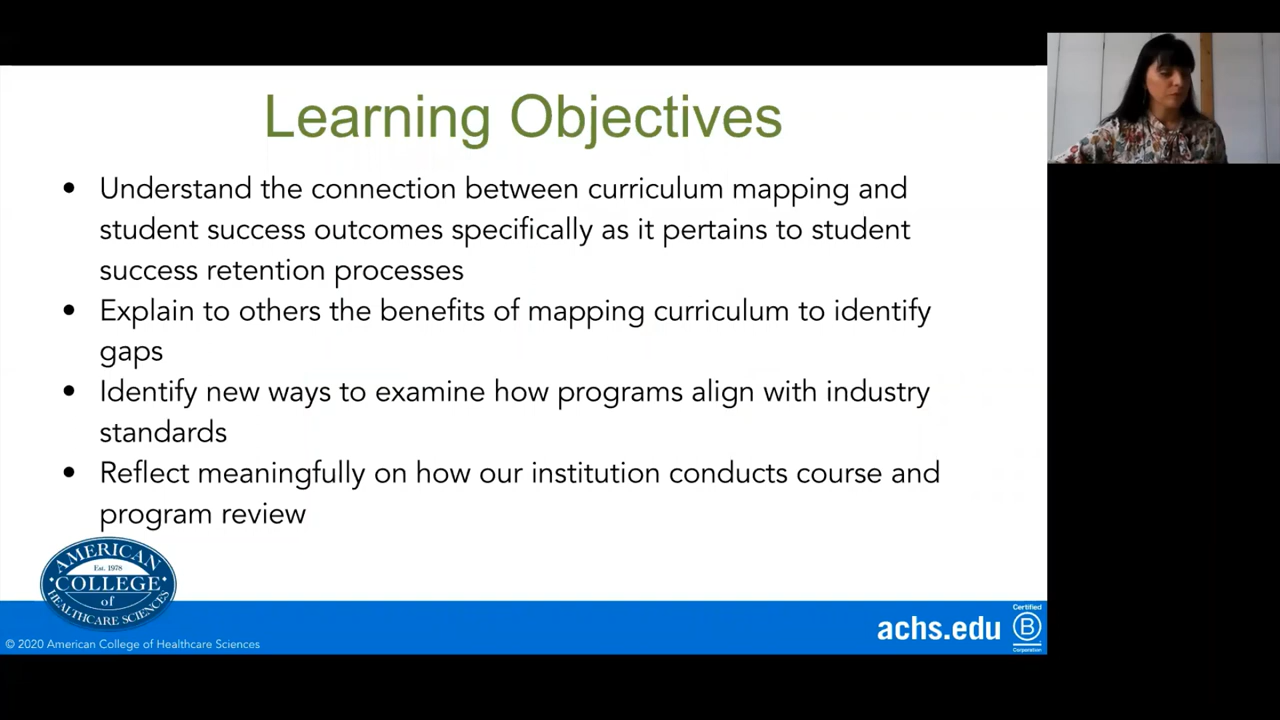 Learning Objectives
• Understand the connection between curriculum mapping and
student success outcomes specifically as it pertains to student
success retention processes
• Explain to others the benefits of mapping curriculum to identify
gaps
• Identify new ways to examine how programs align with industry
standards
• Reflect meaningfully on how our institution conducts course and
program review
AMERICAN
Est. 1978
COLLEGE
of
HEALTHCARE SCIENCES
© 2020 American College of Healthcare Sciences
achs.edu
Certified
B
Corporation